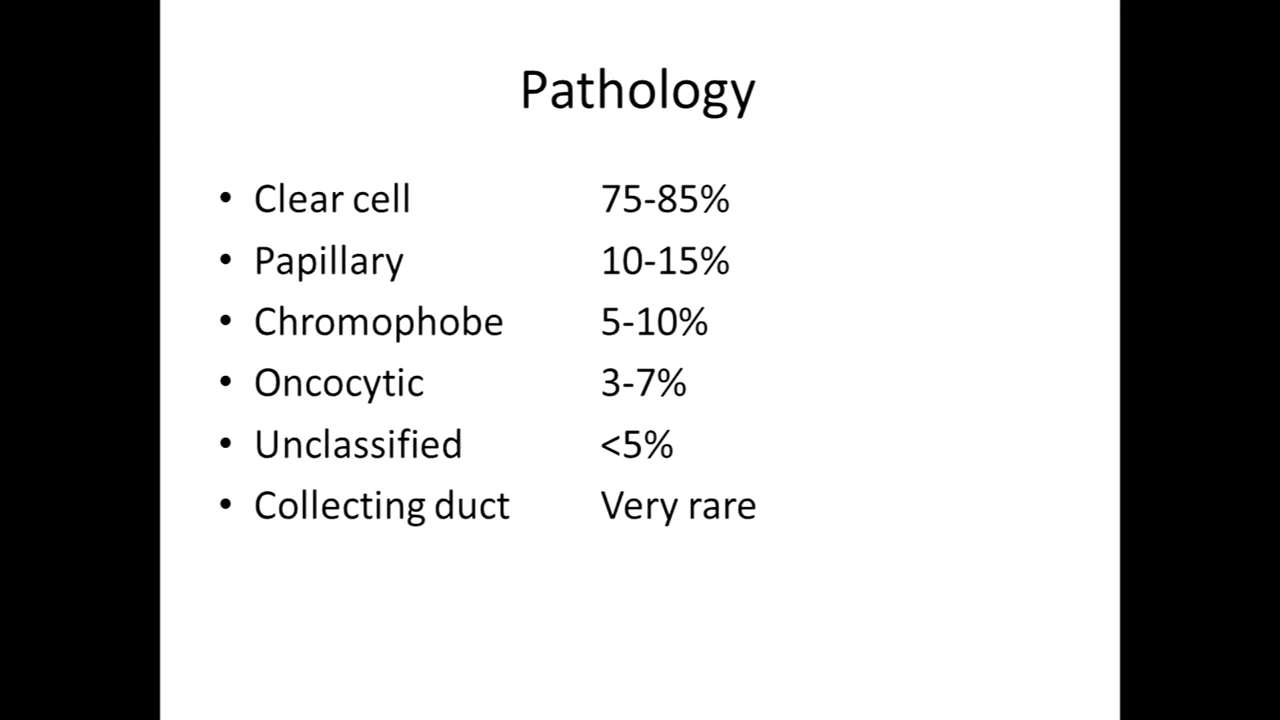 Pathology
• Clear cell 75-85%
• Papillary 10-15%
• Chromophobe 5-10%
• Oncocytic 3-7%
• Unclassified <5%
• Collecting duct Very rare